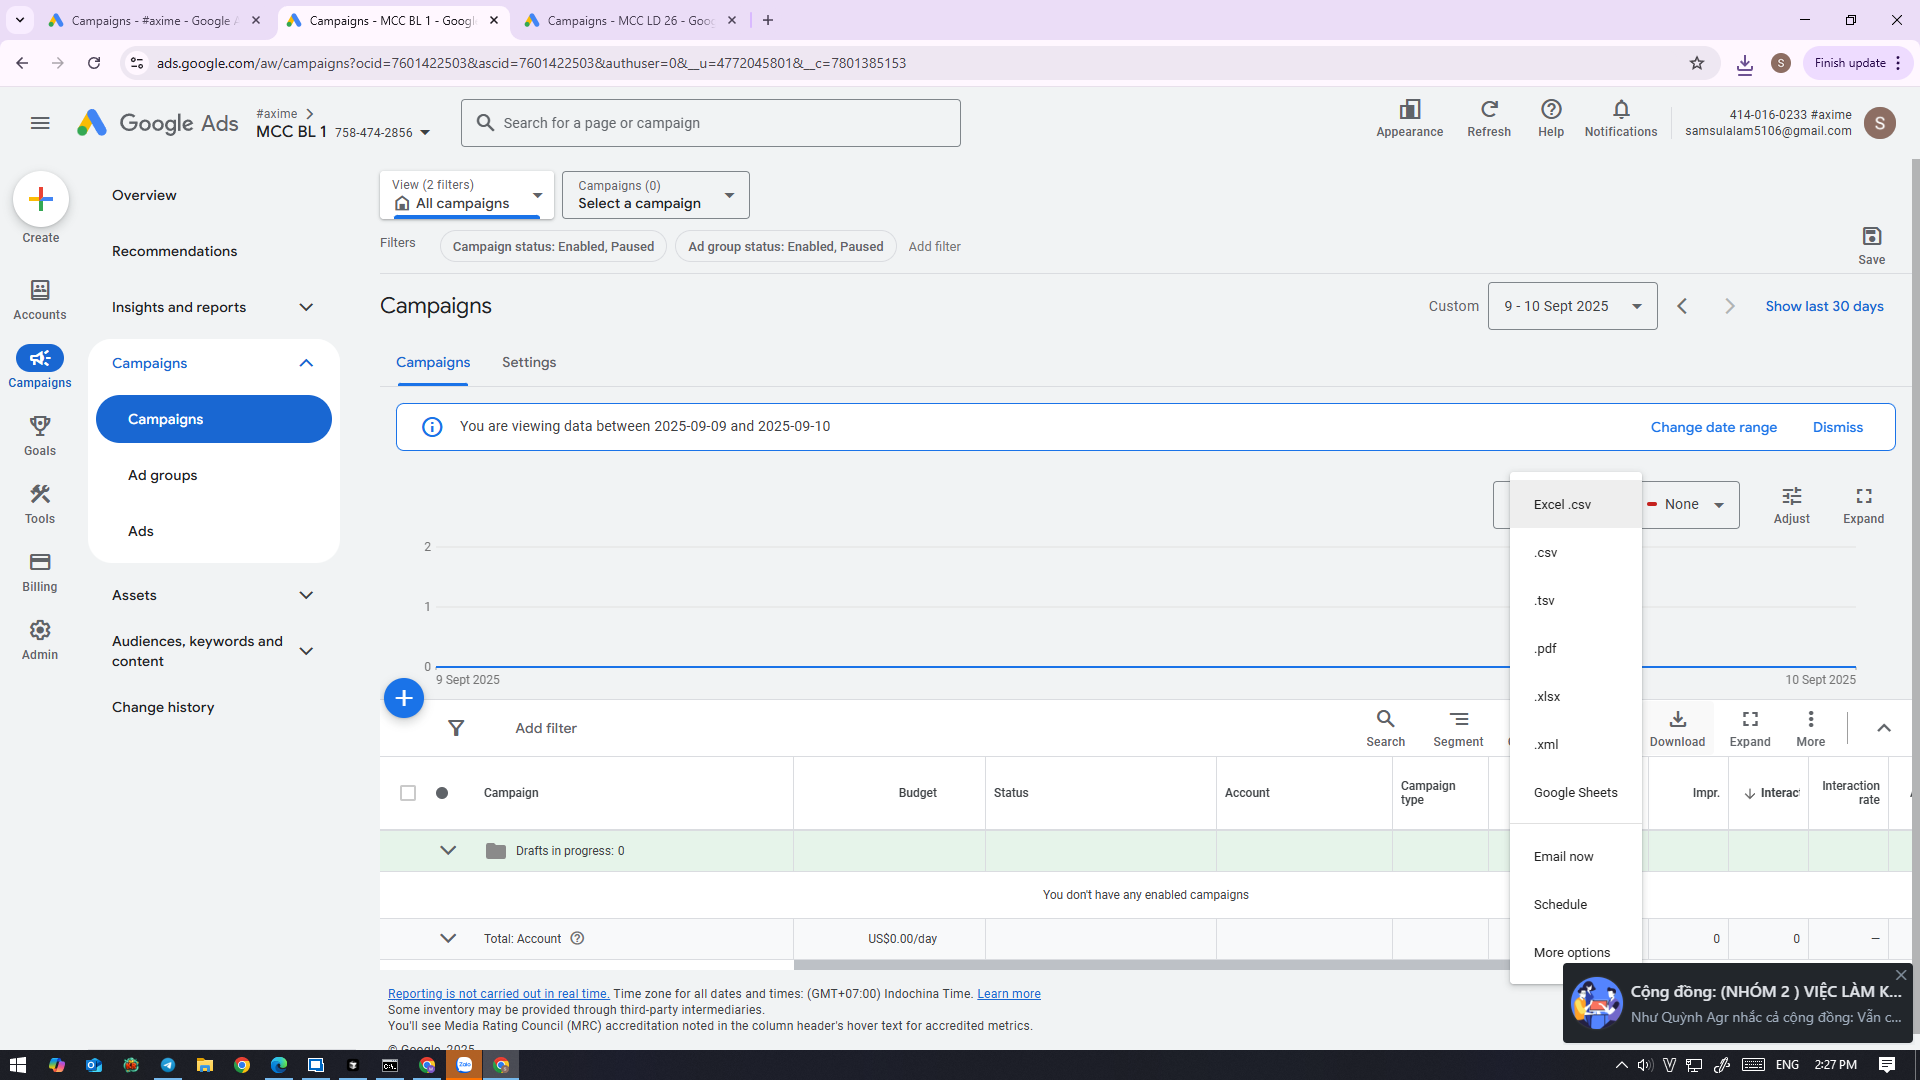 Campaigns - #axime - Google A
Campaigns - MCC BL 1 - Google
Campaigns - MCC LD 26 - Goog
ads.google.com/aw/campaigns?ocid=7601422503&ascid=7601422503&authuser=0&__u=4772045801&__c=7801385153
S
Finish update
Google Ads
#axime
MCC BL 1 758-474-2856
Search for a page or campaign
Appearance
Refresh
Help
Notifications
414-016-0233 #axime
samsulalam5106@gmail.com
S
Create
Accounts
Campaigns
Goals
Tools
Billing
Admin
Overview
Recommendations
Insights and reports
Campaigns
Campaigns
Ad groups
Ads
Assets
Audiences, keywords and
content
Change history
View (2 filters)
All campaigns
Campaigns (0)
Select a campaign
Filters
Campaign status: Enabled, Paused
Ad group status: Enabled, Paused
Add filter
Save
Campaigns
Custom
9 - 10 Sept 2025
Show last 30 days
Campaigns
Settings
You are viewing data between 2025-09-09 and 2025-09-10
Change date range
Dismiss
None
Adjust
Expand
2
1
0
9 Sept 2025
10 Sept 2025
Excel .csv
.csv
.tsv
.pdf
.xlsx
.xml
Google Sheets
Email now
Schedule
More options
Add filter
Search
Segment
Download
Expand
More
Campaign
Budget
Status
Account
Campaign
type
Impr.
Interact
Interaction
rate
Drafts in progress: 0
You don't have any enabled campaigns
Total: Account
US$0.00/day
0
0
—
Reporting is not carried out in real time. Time zone for all dates and times: (GMT+07:00) Indochina Time. Learn more
Some inventory may be provided through third-party intermediaries.
You'll see Media Rating Council (MRC) accreditation noted in the column header's hover text for accredited metrics.
© Google, 2025
Cộng đồng: (NHÓM 2 ) VIỆC LÀM K...
Như Quỳnh Agr nhắc cả cộng đồng: Vẫn c...
Zalo
ENG
2:27 PM